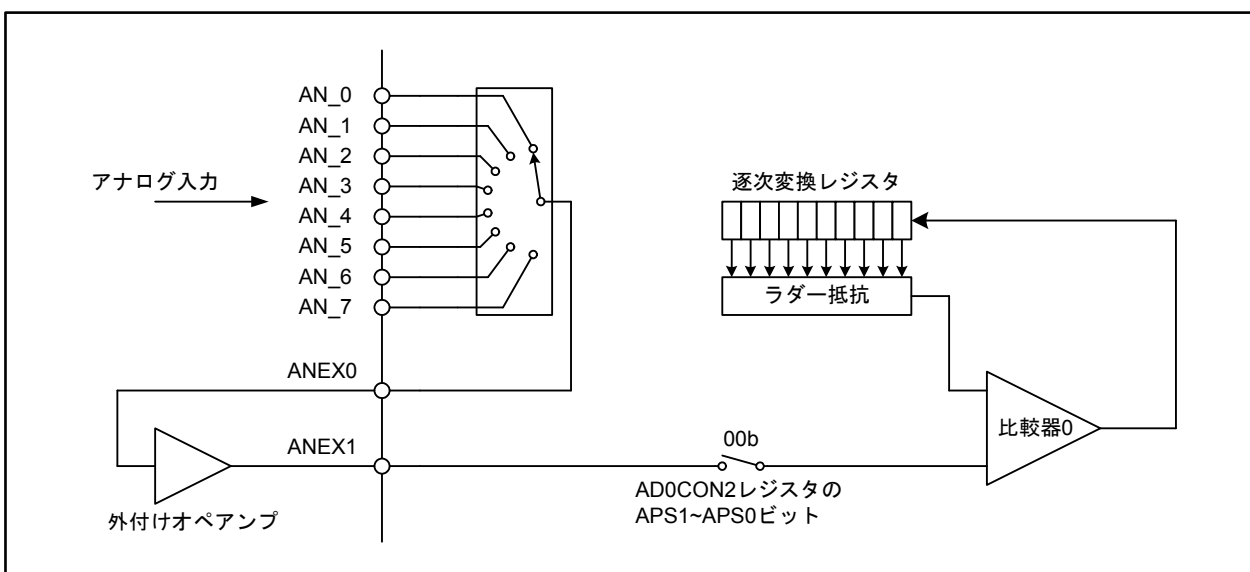 アナログ入力
AN_0
AN_1
AN_2
AN_3
AN_4
AN_5
AN_6
AN_7
ANEX0
ANEX1
外付けオペアンプ
00b
AD0CON2レジスタの
APS1~APS0ビット
逐次変換レジスタ
ラダー抵抗
比較器0